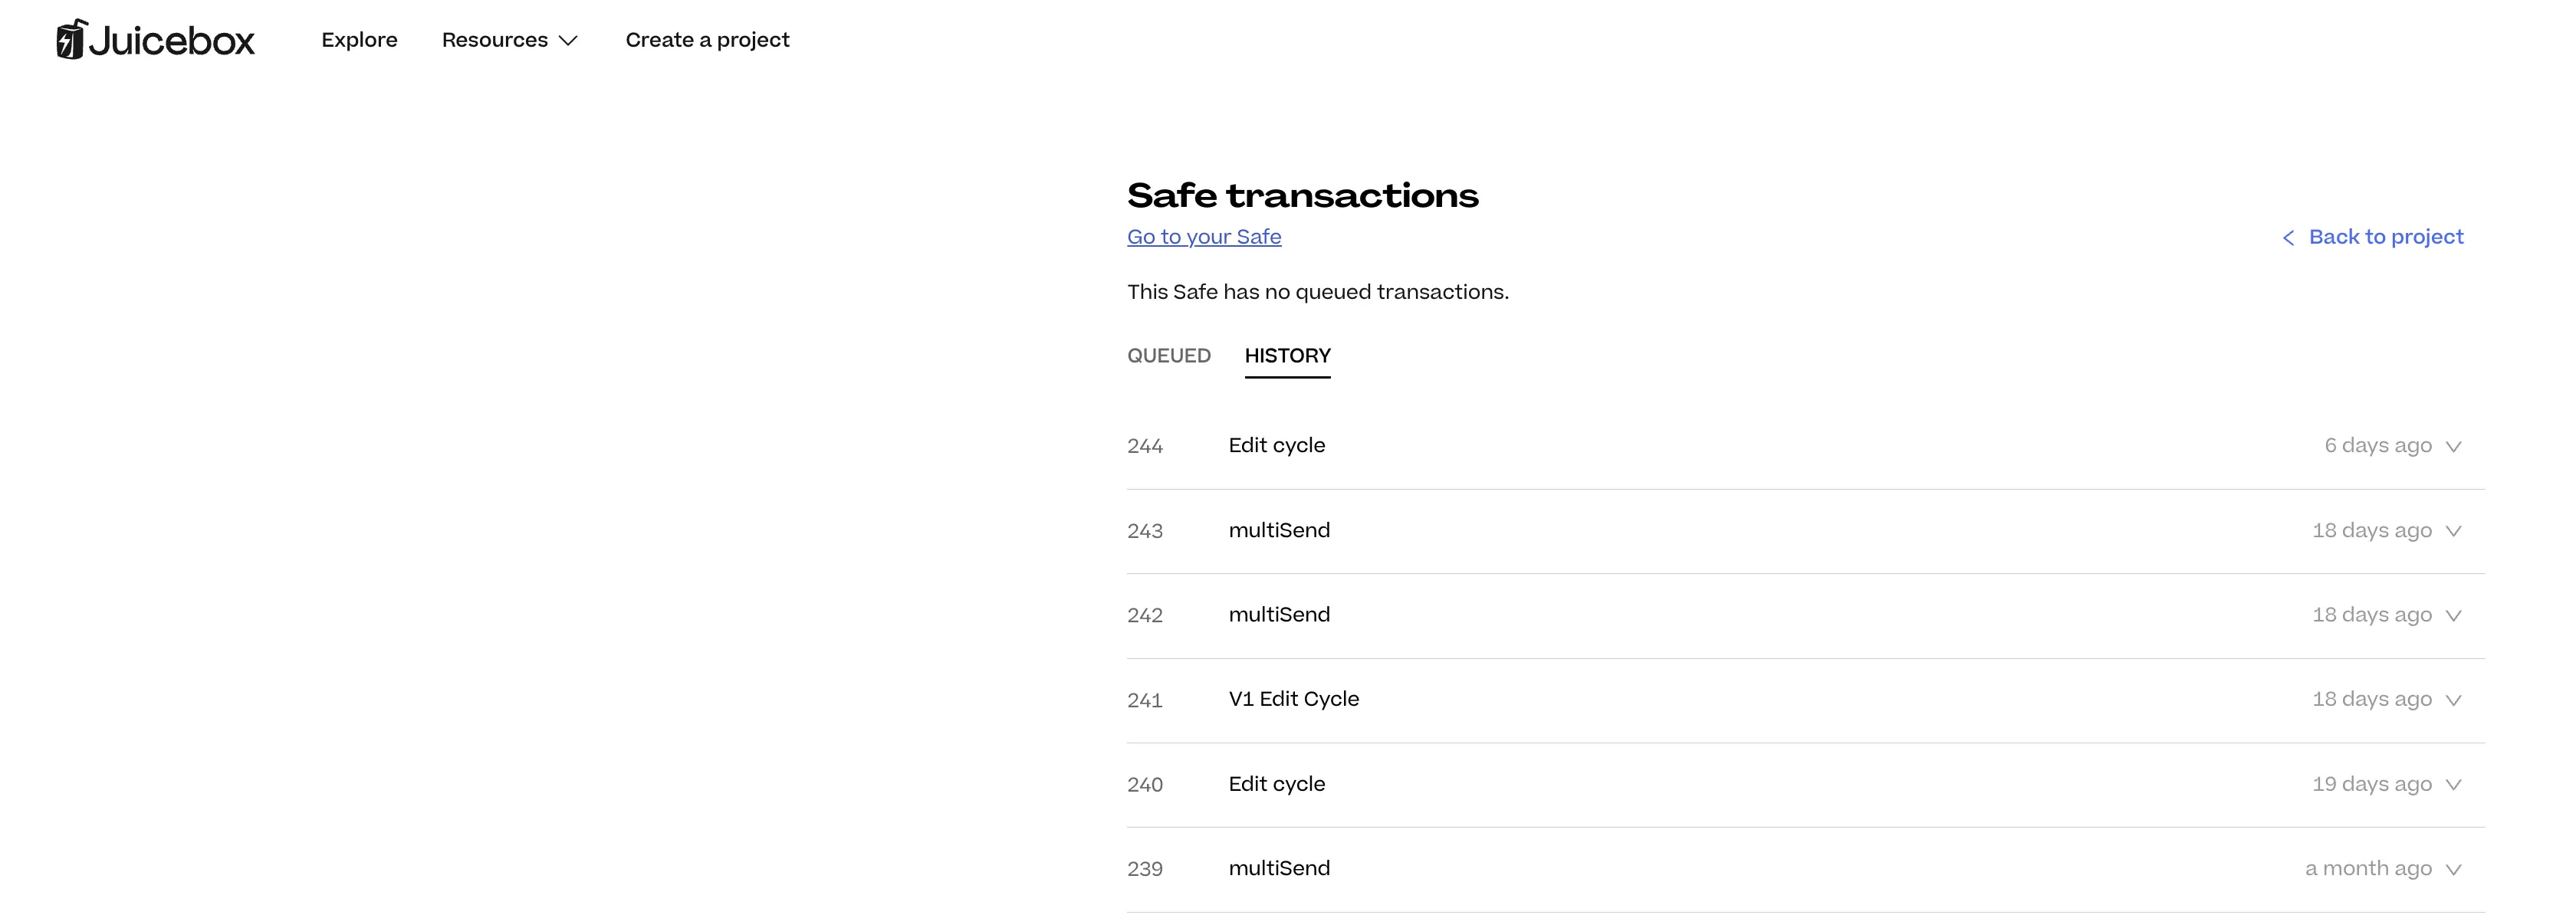 Juicebox Explore Resources Create a project
Safe transactions
Go to your Safe Back to project
This Safe has no queued transactions.
QUEUED HISTORY
244 Edit cycle 6 days ago
243 multiSend 18 days ago
242 multiSend 18 days ago
241 V1 Edit Cycle 18 days ago
240 Edit cycle 19 days ago
239 multiSend a month ago